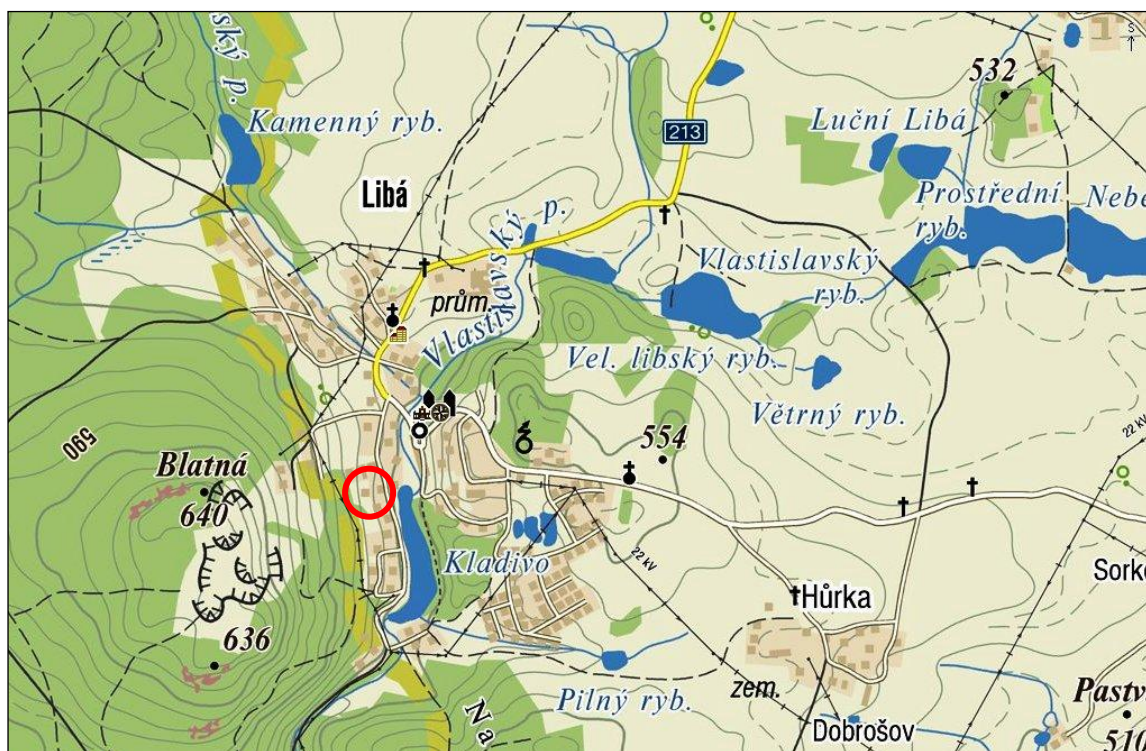 ský p.
Kamenný ryb.
Libá
213
532
S
Luční Libá
Prostřední
ryb.
Nebe
Vlastislavský p.
Vlastislavský
ryb.
prům.
Vel. libský ryb.
Větrný ryb.
590
Blatná
640
554
22 kV
Kladivo
22 kV
636
Hůrka
Sorke
Pilný ryb.
zem.
Dobrošov
Pastv
510
Na